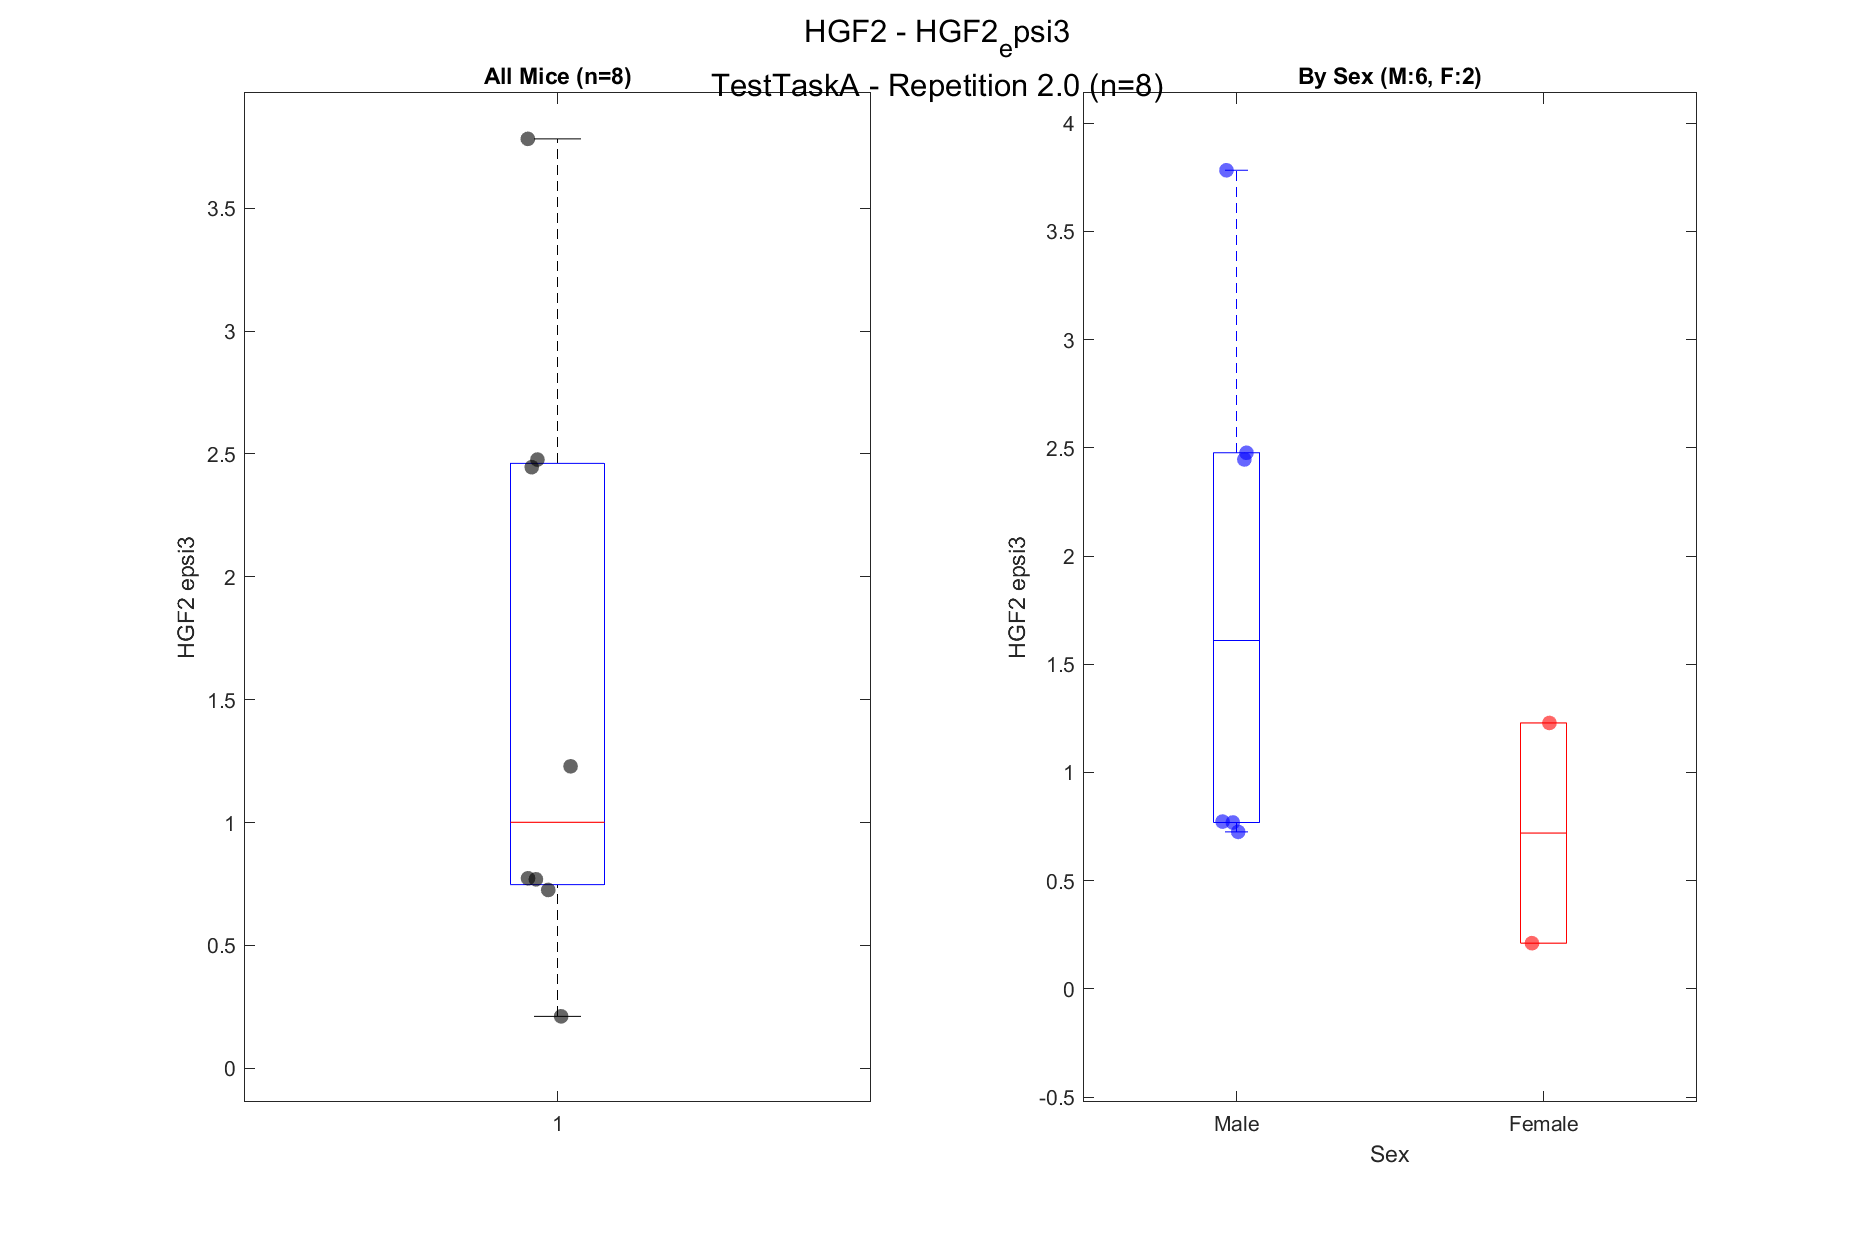 HGF2 - HGF2epsi3
TestTaskA - Repetition 2.0 (n=8)
All Mice (n=8)
HGF2 epsi3
3.5
3
2.5
2
1.5
1
0.5
0
1
By Sex (M:6, F:2)
HGF2 epsi3
4
3.5
3
2.5
2
1.5
1
0.5
0
-0.5
Male Female
Sex